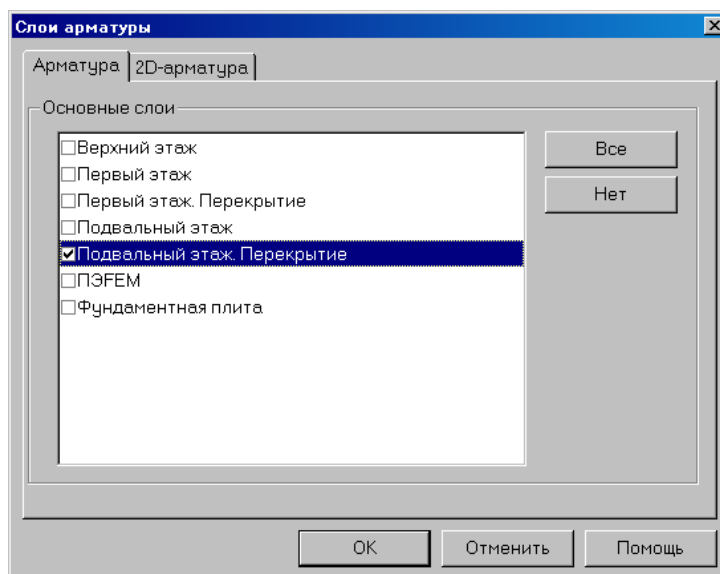 Слои арматуры
Арматура 2D-арматура
Основные слои
Верхний этаж
Первый этаж
Первый этаж. Перекрытие
Подвальный этаж
Подвальный этаж. Перекрытие
ПЭFEM
Фундаментная плита
Все
Нет
OK Отменить Помощь